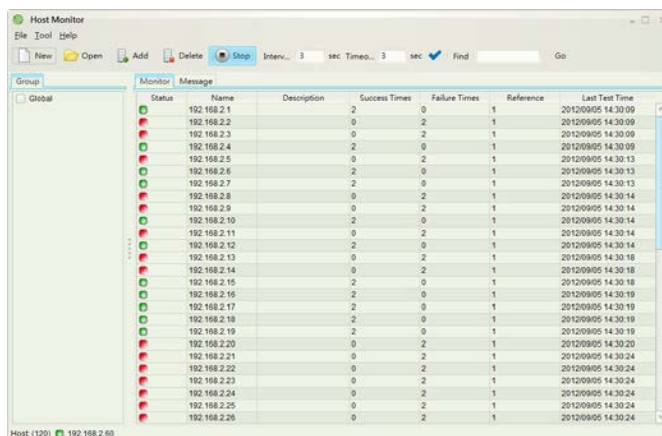 Host Monitor
File Tool Help
New Open Add Delete Stop Interv... 3 sec Timeo... 3 sec Find Go
Group Monitor Message
Global Status Name Description Success Times Failure Times Reference Last Test Time
192.168.2.1 2 0 1 2012/09/05 14:30:09
192.168.2.2 0 2 1 2012/09/05 14:30:09
192.168.2.3 0 2 1 2012/09/05 14:30:09
192.168.2.4 2 0 1 2012/09/05 14:30:09
192.168.2.5 0 2 1 2012/09/05 14:30:13
192.168.2.6 2 0 1 2012/09/05 14:30:13
192.168.2.7 2 0 1 2012/09/05 14:30:13
192.168.2.8 0 2 1 2012/09/05 14:30:14
192.168.2.9 0 2 1 2012/09/05 14:30:14
192.168.2.10 2 0 1 2012/09/05 14:30:14
192.168.2.11 0 2 1 2012/09/05 14:30:14
192.168.2.12 2 0 1 2012/09/05 14:30:14
192.168.2.13 0 2 1 2012/09/05 14:30:18
192.168.2.14 0 2 1 2012/09/05 14:30:18
192.168.2.15 2 0 1 2012/09/05 14:30:18
192.168.2.16 2 0 1 2012/09/05 14:30:19
192.168.2.17 2 0 1 2012/09/05 14:30:19
192.168.2.18 2 0 1 2012/09/05 14:30:19
192.168.2.19 2 0 1 2012/09/05 14:30:19
192.168.2.20 0 2 1 2012/09/05 14:30:20
192.168.2.21 0 2 1 2012/09/05 14:30:24
192.168.2.22 0 2 1 2012/09/05 14:30:24
192.168.2.23 0 2 1 2012/09/05 14:30:24
192.168.2.24 0 2 1 2012/09/05 14:30:24
192.168.2.25 0 2 1 2012/09/05 14:30:24
192.168.2.26 0 2 1 2012/09/05 14:30:24
Host: (120) 192.168.2.60